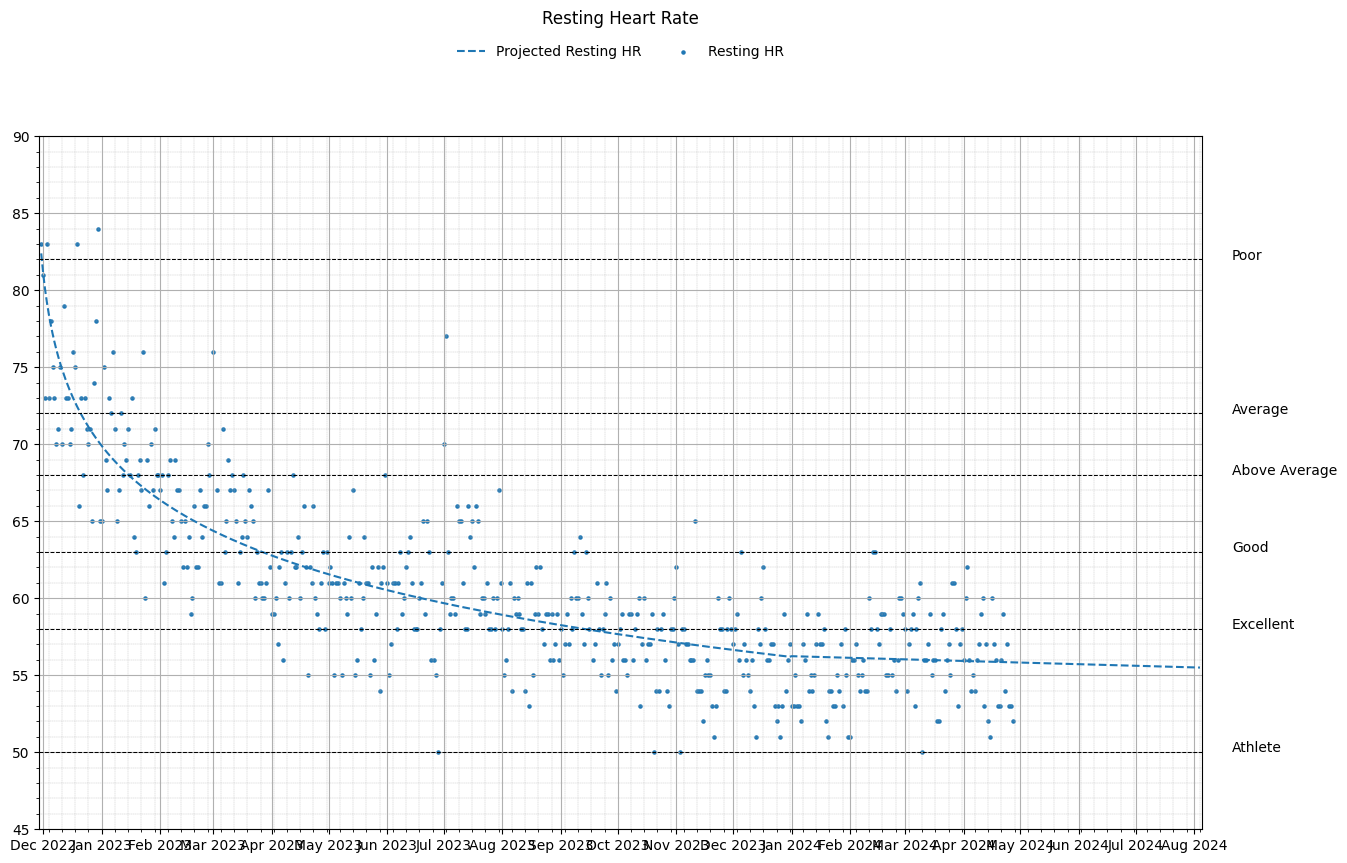 Resting Heart Rate
Projected Resting HR Resting HR
90
85
Poor
80
75
Average
70
Above Average
65
Good
60
Excellent
55
50
Athlete
45
Dec 2022 Jan 2023 Feb 2023 Mar 2023 Apr 2023 May 2023 Jun 2023 Jul 2023 Aug 2023 Sep 2023 Oct 2023 Nov 2023 Dec 2023 Jan 2024 Feb 2024 Mar 2024 Apr 2024 May 2024 Jun 2024 Jul 2024 Aug 2024